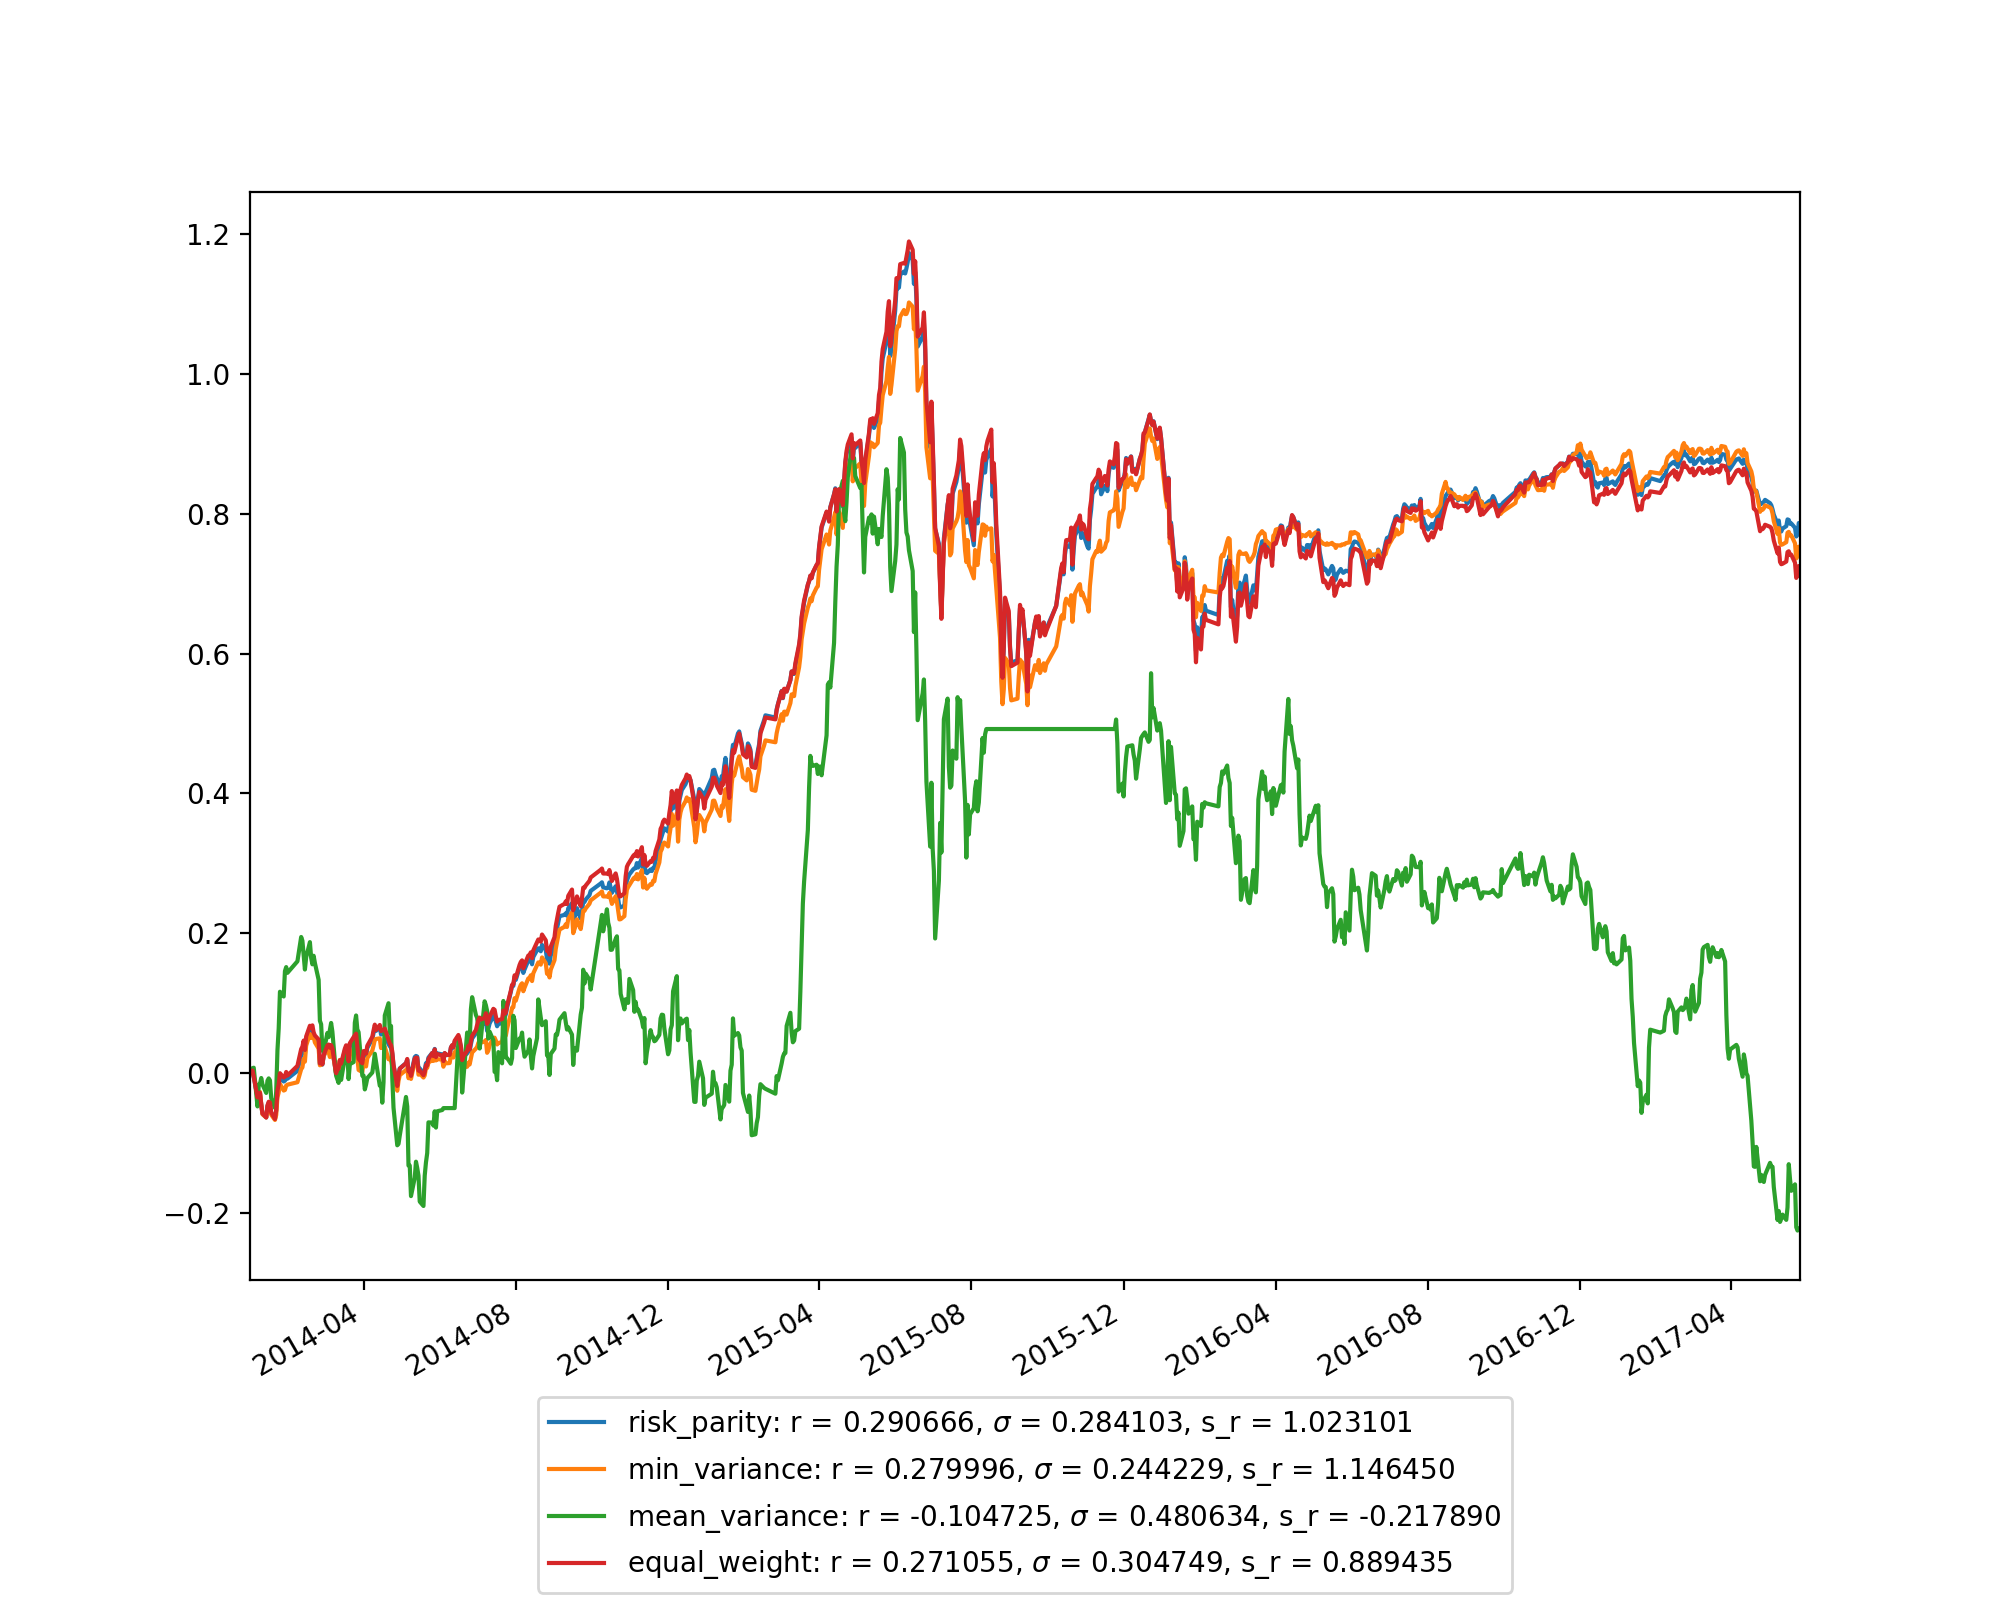 1.2
1.0
0.8
0.6
0.4
0.2
0.0
−0.2
2014-04 2014-08 2014-12 2015-04 2015-08 2015-12 2016-04 2016-08 2016-12 2017-04
risk_parity: r = 0.290666, σ = 0.284103, s_r = 1.023101
min_variance: r = 0.279996, σ = 0.244229, s_r = 1.146450
mean_variance: r = -0.104725, σ = 0.480634, s_r = -0.217890
equal_weight: r = 0.271055, σ = 0.304749, s_r = 0.889435